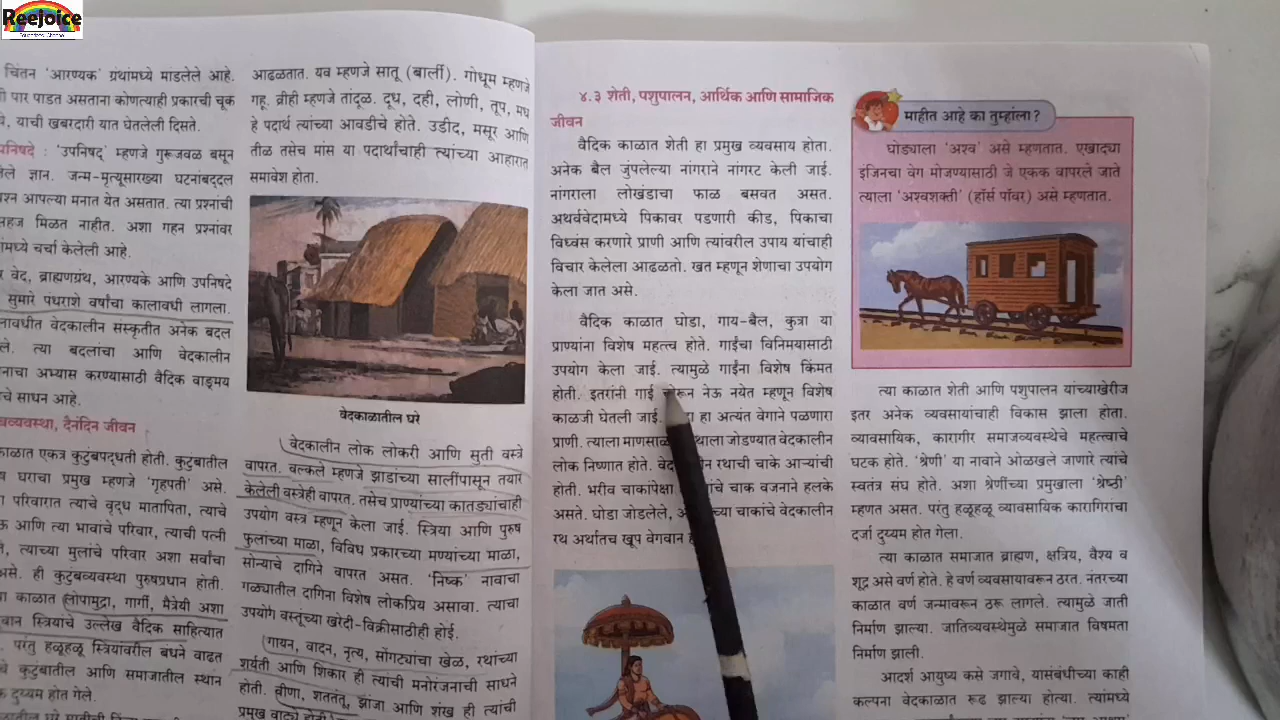 ReeJoice
चिंतन 'आरण्यक' ग्रंथांमध्ये मांडलेले आहे.
पार पाडत असताना कोणत्याही प्रकारची चूक
याची खबरदारी यात घेतलेली दिसते.
'उपनिषद्' म्हणजे गुरूजवळ बसून
ज्ञान. जन्म-मृत्यूसारख्या घटनांबद्दल
आपल्या मनात येत असतात. त्या प्रश्नांची
सहज मिळत नाहीत. अशा गहन प्रश्नांवर
चर्चा केलेली आहे.
वेद, ब्राह्मणग्रंथ, आरण्यके आणि उपनिषदे
सुमारे पंधराशे वर्षांचा कालावधी लागला.
वेदकालीन संस्कृतीत अनेक बदल
त्या बदलांचा आणि वेदकालीन
अभ्यास करण्यासाठी वैदिक वाङ्मय
साधन आहे.
दैनंदिन जीवन
एकत्र कुटुंबपद्धती होती. कुटुंबातील
घराचा प्रमुख म्हणजे 'गृहपती' असे.
परिवारात त्याचे वृद्ध मातापिता, त्याचे
आणि त्या भावांचे परिवार, त्याची पत्नी
त्याच्या मुलांचे परिवार अशा सर्वांचा
असे. ही कुटुंबव्यवस्था पुरुषप्रधान होती.
काळात लोपामुद्रा, गार्गी, मैत्रेयी अशा
स्त्रियांचे उल्लेख वैदिक साहित्यात
परंतु हळूहळू स्त्रियांवरील बंधने वाढत
कुटुंबातील आणि समाजातील स्थान
दुय्यम होत गेले.
आढळतात. यव म्हणजे सातू (बार्ली). गोधूम म्हणजे
गहू. व्रीही म्हणजे तांदूळ. दूध, दही, लोणी, तूप, मध
हे पदार्थ त्यांच्या आवडीचे होते. उडीद, मसूर आणि
तीळ तसेच मांस या पदार्थांचाही त्यांच्या आहारात
समावेश होता.
वेदकाळातील घरे
वेदकालीन लोक लोकरी आणि सुती वस्त्रे
वापरत. वल्कले म्हणजे झाडांच्या सालींपासून तयार
केलेली वस्त्रेही वापरत. तसेच प्राण्यांच्या कातड्यांचाही
उपयोग वस्त्र म्हणून केला जाई. स्त्रिया आणि पुरुष
फुलांच्या माळा, विविध प्रकारच्या मण्यांच्या माळा,
सोन्याचे दागिने वापरत असत. 'निष्क' नावाचा
गळ्यातील दागिना विशेष लोकप्रिय असावा. त्याचा
उपयोग वस्तूंच्या खरेदी-विक्रीसाठीही होई.
गायन, वादन, नृत्य, सोंगट्यांचा खेळ, रथांच्या
शर्यती आणि शिकार ही त्यांची मनोरंजनाची साधने
होती. वीणा, शततंतू, झांजा आणि शंख ही त्यांची
प्रमुख वाद्ये होती.
४.३ शेती, पशुपालन, आर्थिक आणि सामाजिक
जीवन
वैदिक काळात शेती हा प्रमुख व्यवसाय होता.
अनेक बैल जुंपलेल्या नांगराने नांगरट केली जाई.
नांगराला लोखंडाचा फाळ बसवत असत.
अथर्ववेदामध्ये पिकावर पडणारी कीड, पिकाचा
विध्वंस करणारे प्राणी आणि त्यांवरील उपाय यांचाही
विचार केलेला आढळतो. खत म्हणून शेणाचा उपयोग
केला जात असे.
वैदिक काळात घोडा, गाय-बैल, कुत्रा या
प्राण्यांना विशेष महत्त्व होते. गाईंचा विनिमयासाठी
उपयोग केला जाई. त्यामुळे गाईंना विशेष किंमत
होती. इतरांनी गाई नेऊ नयेत म्हणून विशेष
काळजी घेतली जाई. हा अत्यंत वेगाने पळणारा
प्राणी. त्याला माणसाळ जोडण्यात वेदकालीन
लोक निष्णात होते. रथाची चाके आऱ्यांची
होती. भरीव चाकांपेक्षा चाक वजनाने हलके
असते. घोडा जोडलेले, चाकांचे वेदकालीन
रथ अर्थातच खूप वेगवान
माहीत आहे का तुम्हांला?
घोड्याला 'अश्व' असे म्हणतात. एखाद्या
इंजिनचा वेग मोजण्यासाठी जे एकक वापरले जाते
त्याला 'अश्वशक्ती' (हॉर्स पॉवर) असे म्हणतात.
त्या काळात शेती आणि पशुपालन यांच्याखेरीज
इतर अनेक व्यवसायांचाही विकास झाला होता.
व्यावसायिक, कारागीर समाजव्यवस्थेचे महत्त्वाचे
घटक होते. 'श्रेणी' या नावाने ओळखले जाणारे त्यांचे
स्वतंत्र संघ होते. अशा श्रेणींच्या प्रमुखाला 'श्रेष्ठी'
म्हणत असत. परंतु हळूहळू व्यावसायिक कारागिरांचा
दर्जा दुय्यम होत गेला.
त्या काळात समाजात ब्राह्मण, क्षत्रिय, वैश्य व
शूद्र असे वर्ण होते. हे वर्ण व्यवसायावरून ठरत. नंतरच्या
काळात वर्ण जन्मावरून ठरू लागले. त्यामुळे जाती
निर्माण झाल्या. जातिव्यवस्थेमुळे समाजात विषमता
निर्माण झाली.
आदर्श आयुष्य कसे जगावे, यासंबंधीच्या काही
कल्पना वेदकाळात रूढ झाल्या होत्या. त्यांमध्ये